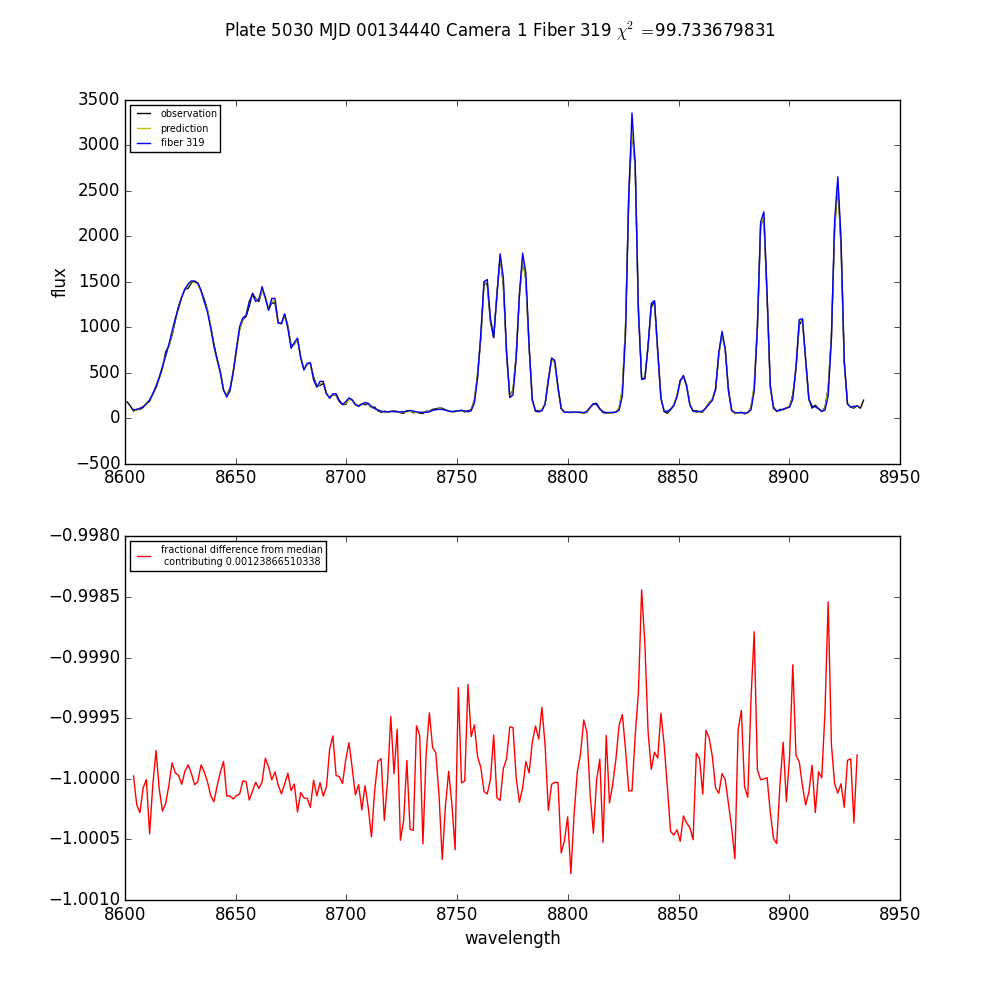 Plate 5030 MJD 00134440 Camera 1 Fiber 319 χ² =99.733679831
3500
3000
2500
2000
1500
1000
500
0
−500
flux
observation
prediction
fiber 319
8600 8650 8700 8750 8800 8850 8900 8950
−0.9980
−0.9985
−0.9990
−0.9995
−1.0000
−1.0005
−1.0010
fractional difference from median
contributing 0.00123866510338
8600 8650 8700 8750 8800 8850 8900 8950
wavelength